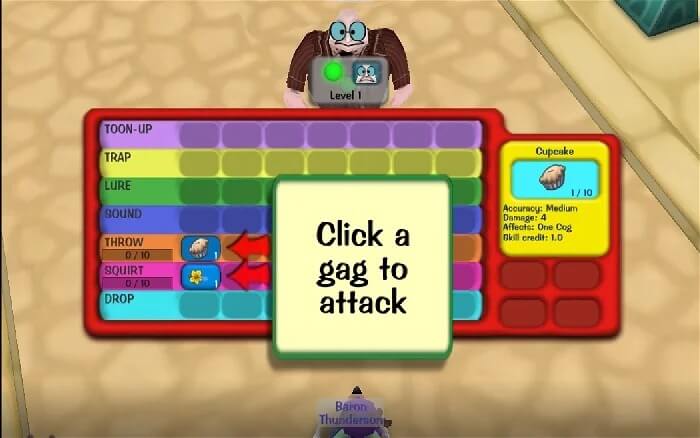 Level 1
TOON-UP
TRAP
LURE
SOUND
THROW
0 / 10
1
SQUIRT
0 / 10
1
DROP
Click a
gag to
attack
Cupcake
1 / 10
Accuracy: Medium
Damage: 4
Affects: One Cog
Skill credit: 1.0
Baron
Thunderson